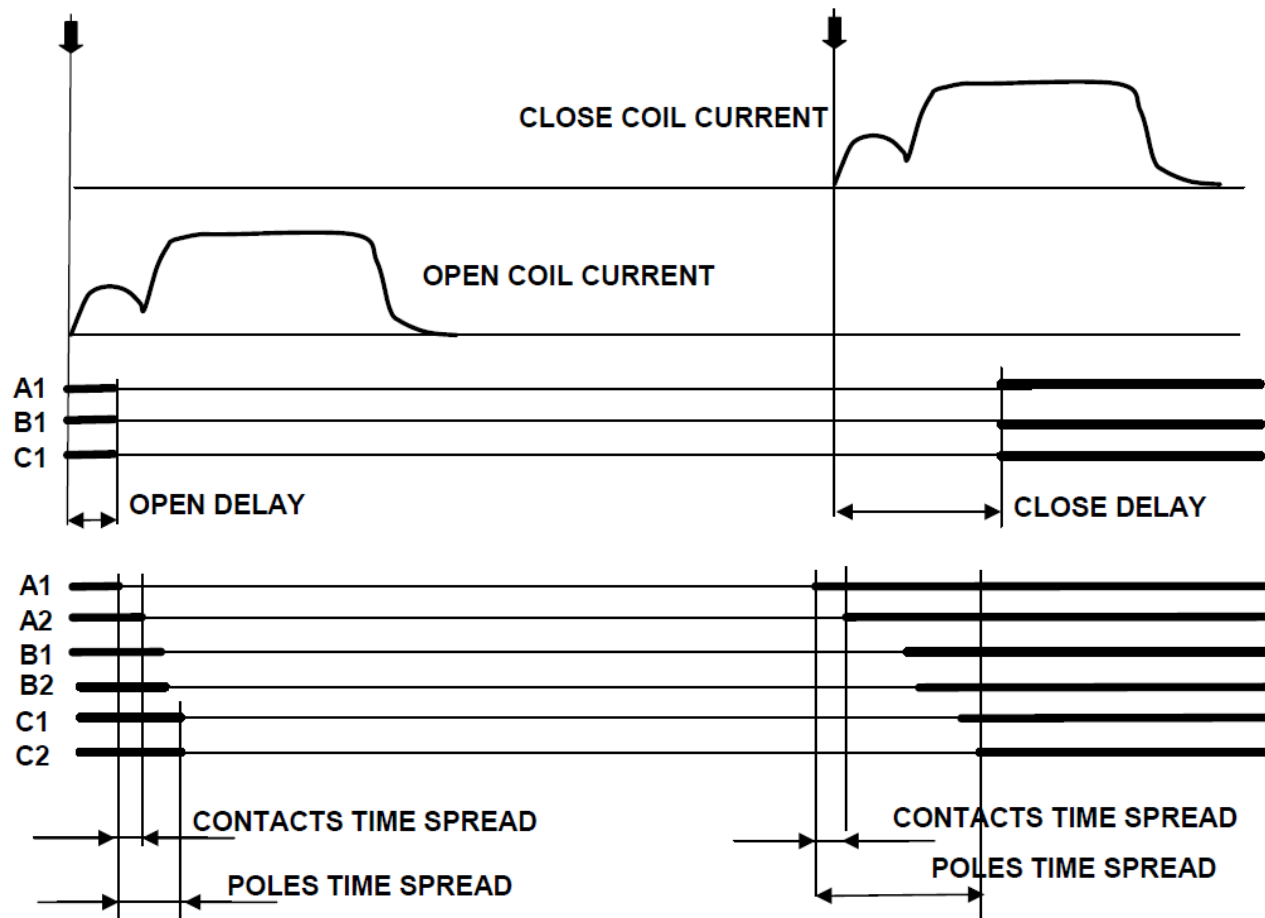 CLOSE COIL CURRENT
OPEN COIL CURRENT
A1
B1
C1
OPEN DELAY
CLOSE DELAY
A1
A2
B1
B2
C1
C2
CONTACTS TIME SPREAD
CONTACTS TIME SPREAD
POLES TIME SPREAD
POLES TIME SPREAD